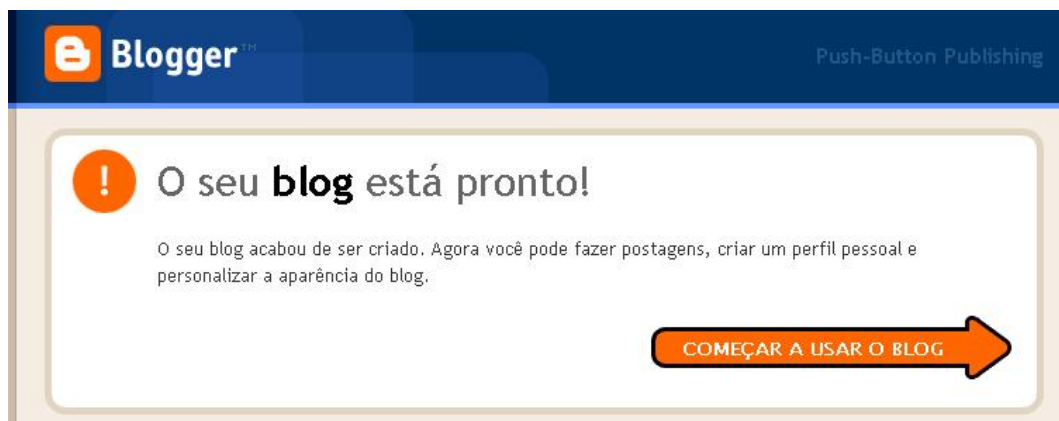 Blogger™
Push-Button Publishing
! O seu blog está pronto!
O seu blog acabou de ser criado. Agora você pode fazer postagens, criar um perfil pessoal e
personalizar a aparência do blog.
COMEÇAR A USAR O BLOG